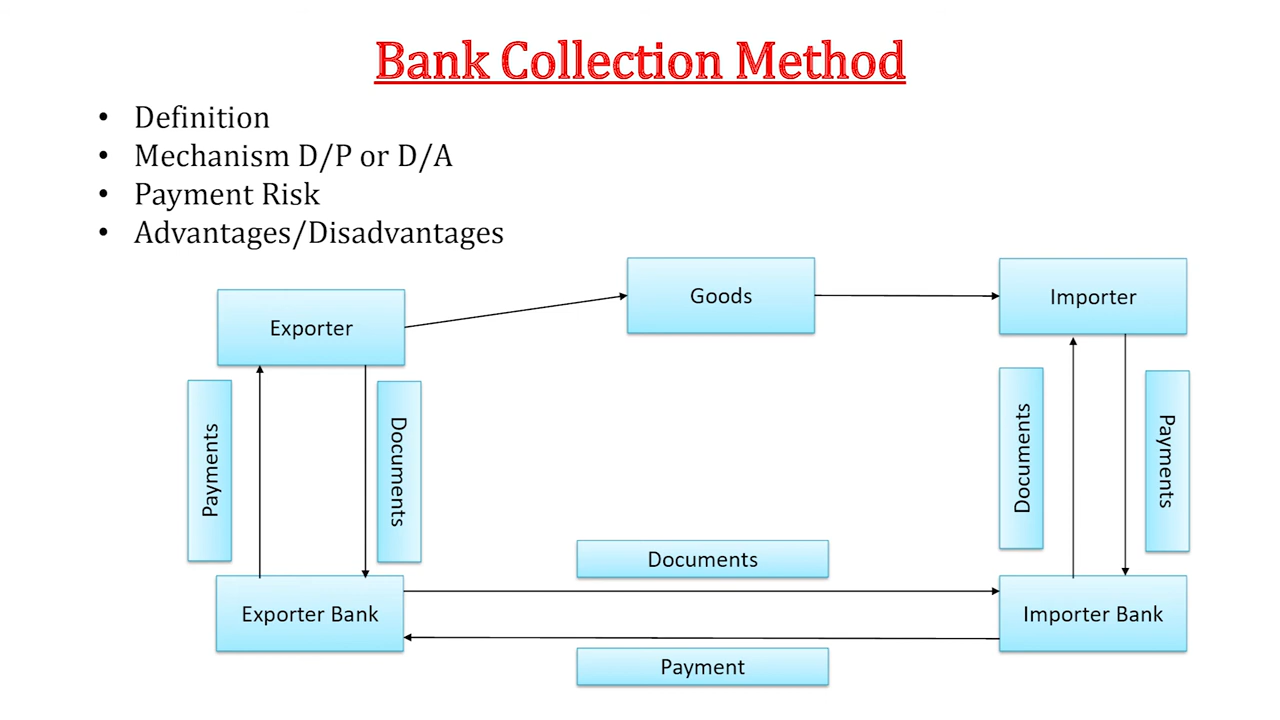 Bank Collection Method
• Definition
• Mechanism D/P or D/A
• Payment Risk
• Advantages/Disadvantages
Goods
Importer
Exporter
Payments
Documents
Documents
Payments
Documents
Exporter Bank
Importer Bank
Payment